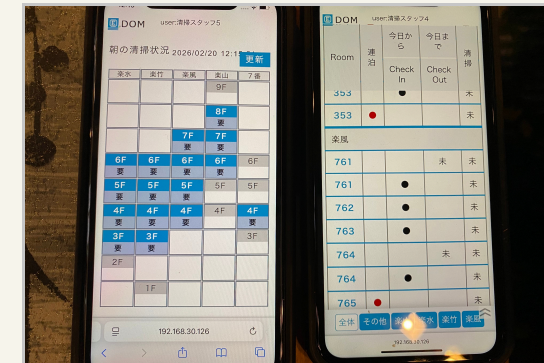 DOM user:清掃スタッフ5
朝の清掃状況 2026/02/20
更新
楽水 楽竹 楽風 楽山 7番
9F
8F
要
7F 7F
要 要
6F 6F 6F 6F 6F
要 要 要 要
5F 5F 5F 5F 5F
要 要 要
4F 4F 4F 4F 4F
要 要 要 要
3F 3F 3F
要 要
2F
1F
192.168.30.126
DOM user:清掃スタッフ4
Room 連泊 今日から Check In 今日まで Check Out 清掃
353 未
353 未
楽風
761 未 未
761 未
762 未
763 未
764 未 未
764 未
765 未
全体 その他 楽竹 楽風
192.168.30.126